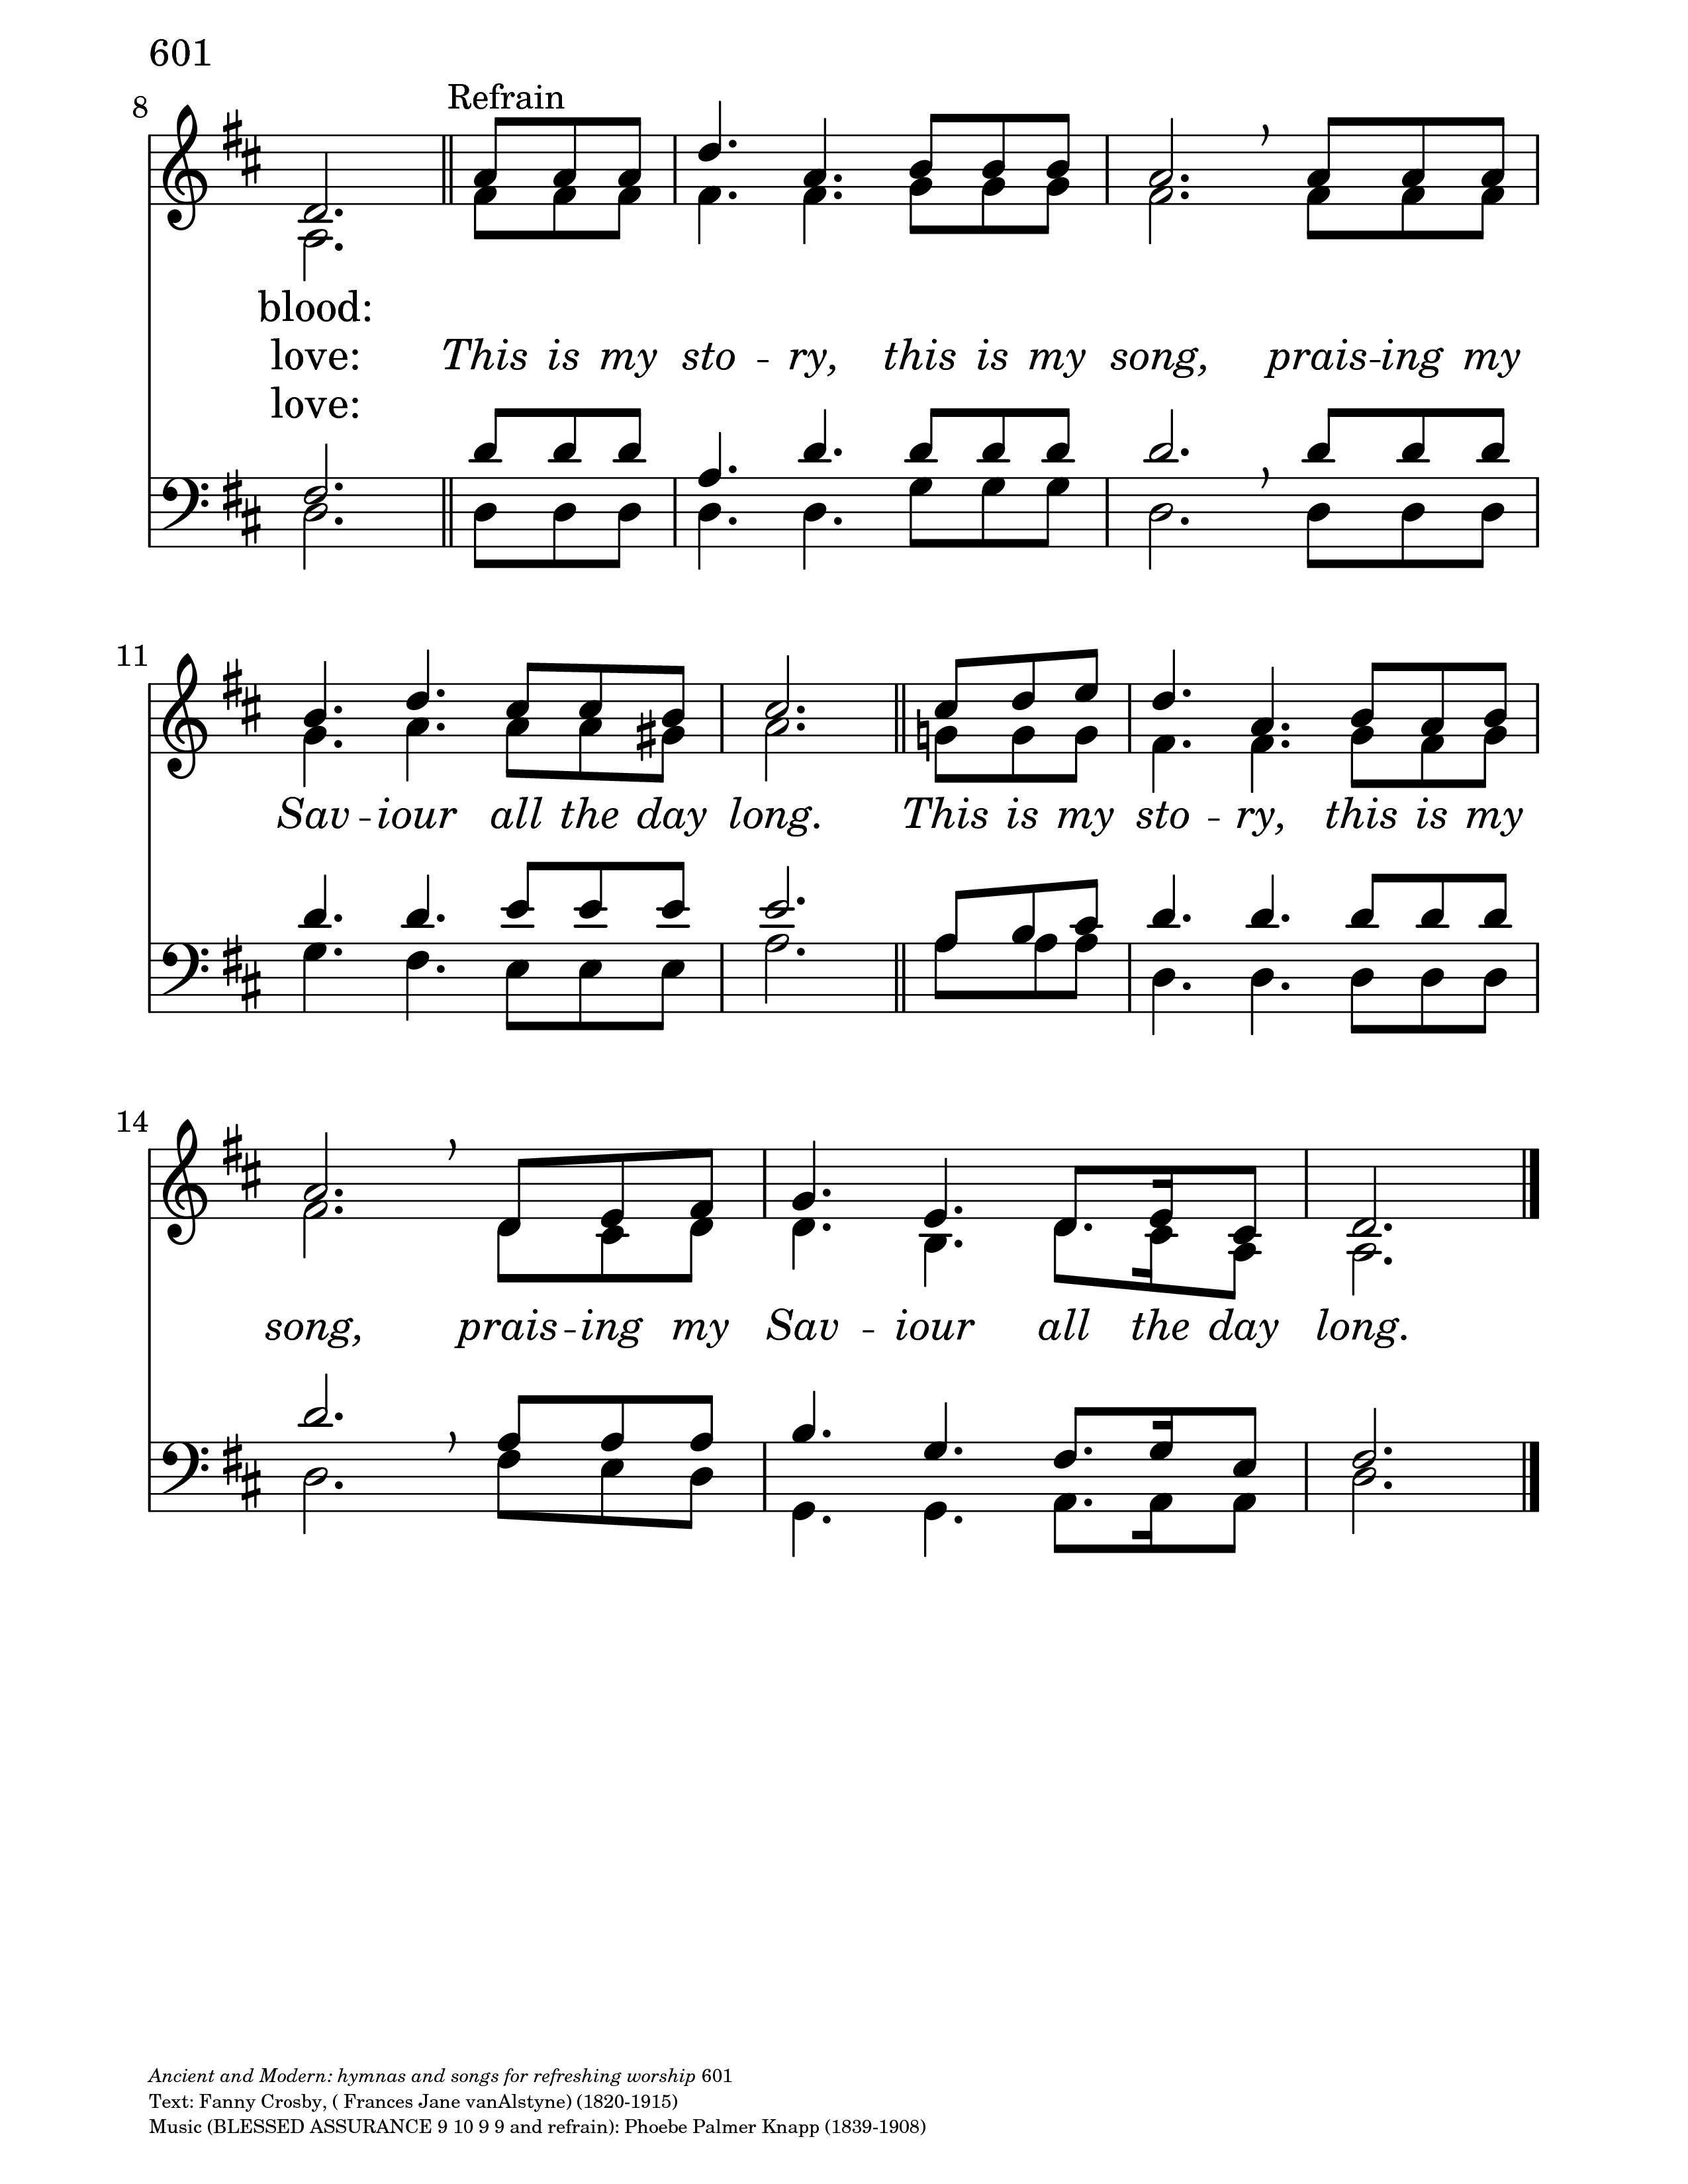 601
8
Refrain
blood:
love: This is my sto - ry, this is my song, prais - ing my
love:
11
Sav - iour all the day long. This is my sto - ry, this is my
14
song, prais - ing my Sav - iour all the day long.
Ancient and Modern: hymnas and songs for refreshing worship 601
Text: Fanny Crosby, ( Frances Jane vanAlstyne) (1820-1915)
Music (BLESSED ASSURANCE 9 10 9 9 and refrain): Phoebe Palmer Knapp (1839-1908)